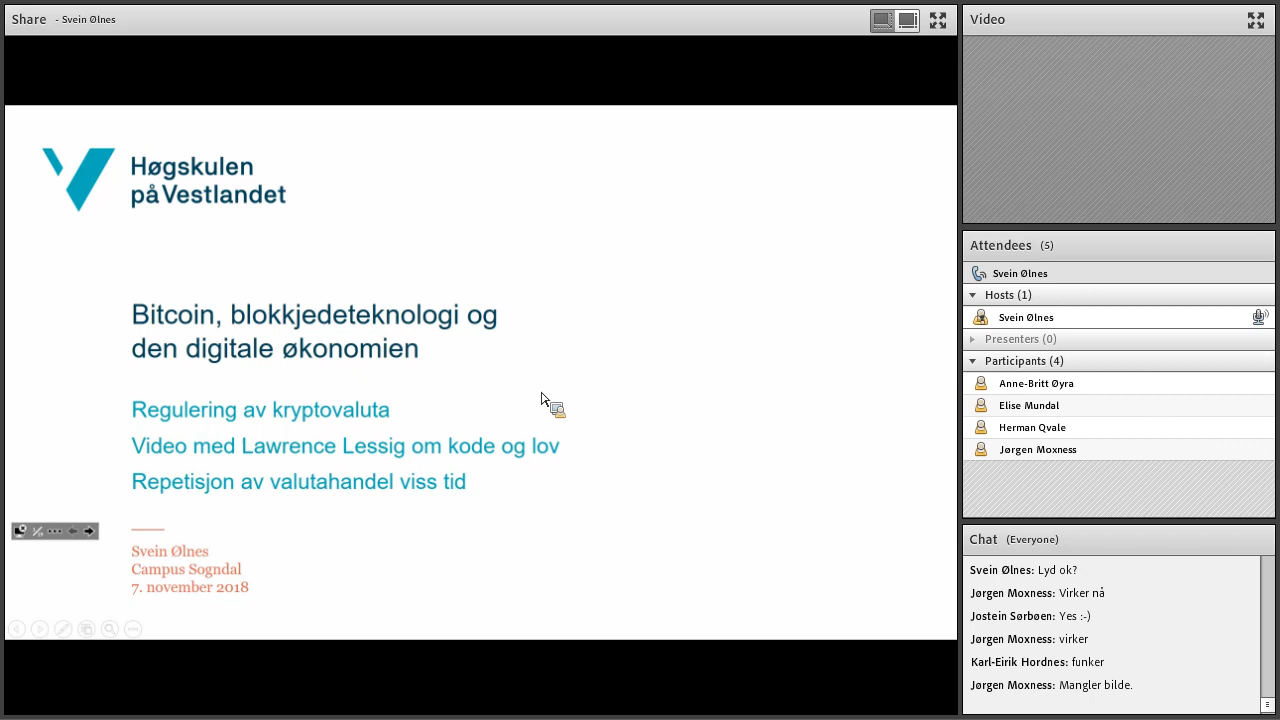 Share - Svein Ølnes
Høgskulen
på Vestlandet
Bitcoin, blokkjedeteknologi og
den digitale økonomien
Regulering av kryptovaluta
Video med Lawrence Lessig om kode og lov
Repetisjon av valutahandel viss tid
Svein Ølnes
Campus Sogndal
7. november 2018
Video
Attendees (5)
Svein Ølnes
Hosts (1)
Svein Ølnes
Presenters (0)
Participants (4)
Anne-Britt Øyra
Elise Mundal
Herman Qvale
Jørgen Moxness
Chat (Everyone)
Svein Ølnes: Lyd ok?
Jørgen Moxness: Virker nå
Jostein Sørbøen: Yes :-)
Jørgen Moxness: virker
Karl-Eirik Hordnes: funker
Jørgen Moxness: Mangler bilde.